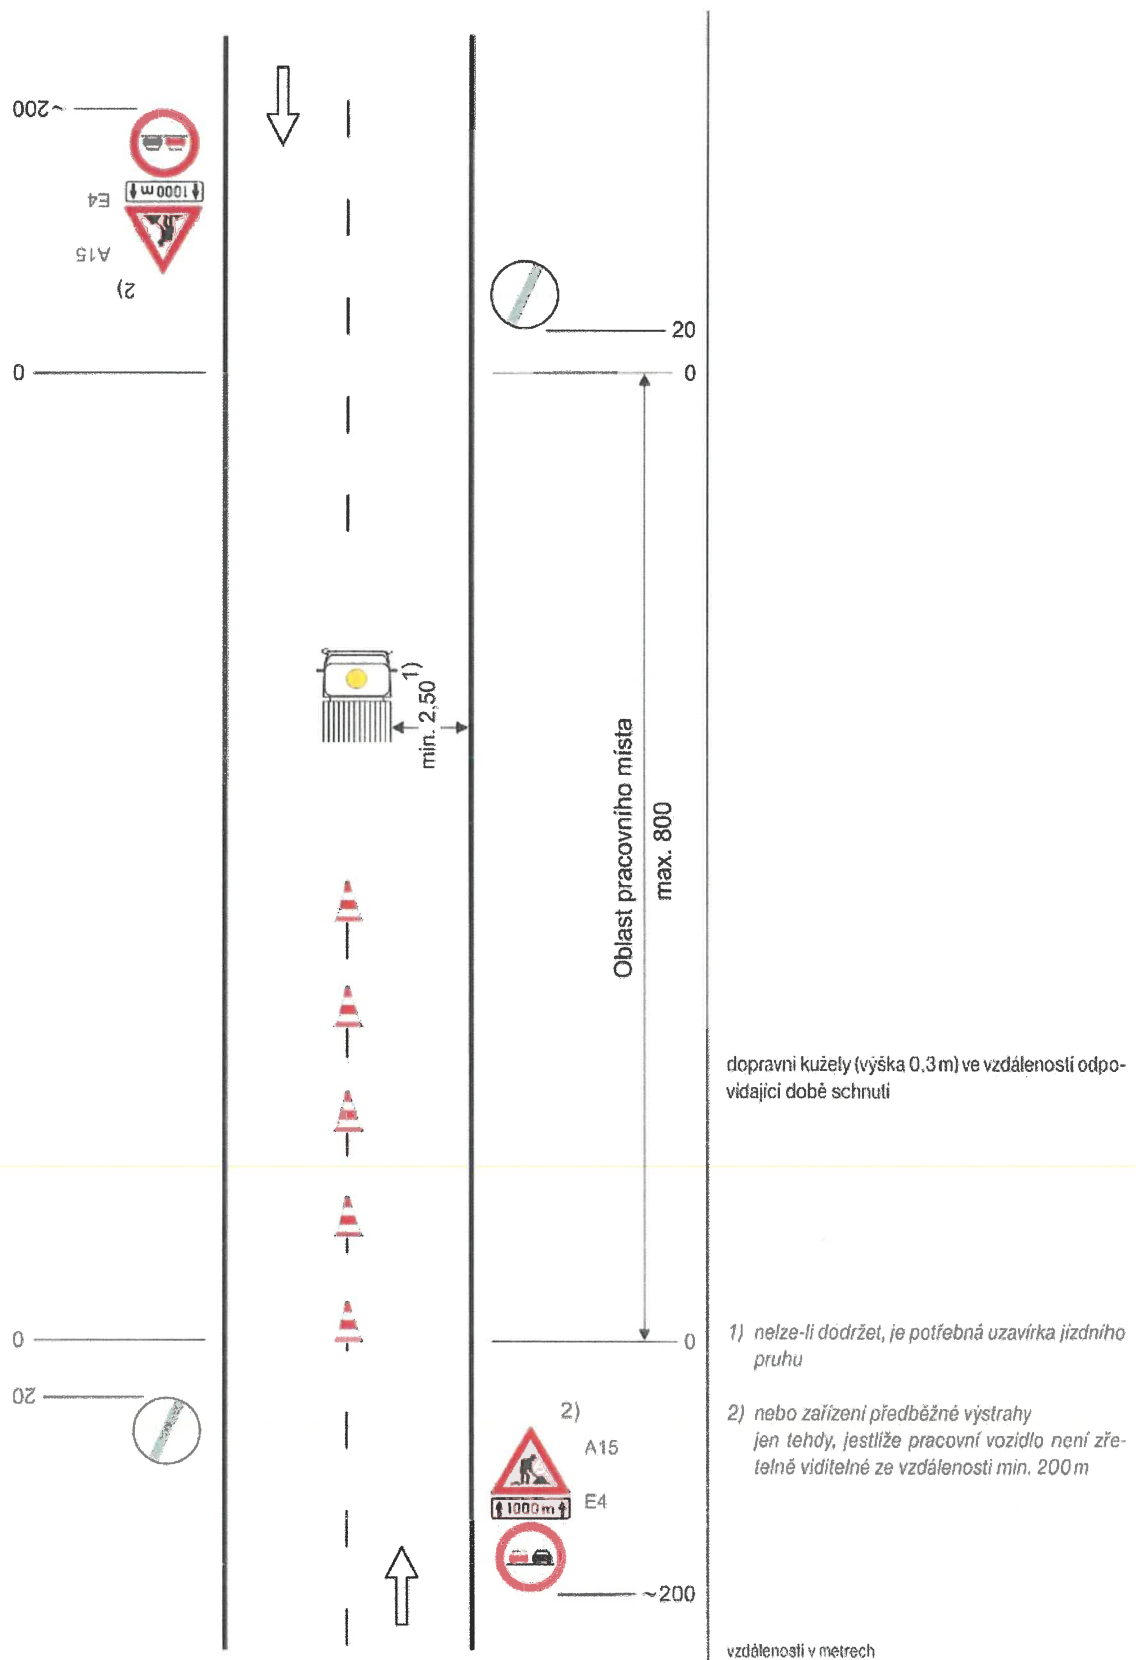 ~200
1000 m
E4
A15
2)
0
20
0
min. 2,50 1)
Oblast pracovního místa
max. 800
dopravní kužely (výška 0,3 m) ve vzdálenosti odpo-
vídající době schnutí
0
20
0
1) nelze-li dodržet, je potřebná uzavírka jízdního
pruhu
2)
A15
E4
1000 m
~200
2) nebo zařízení předběžné výstrahy
jen tehdy, jestliže pracovní vozidlo není zře-
telně viditelné ze vzdálenosti min. 200 m
vzdálenosti v metrech